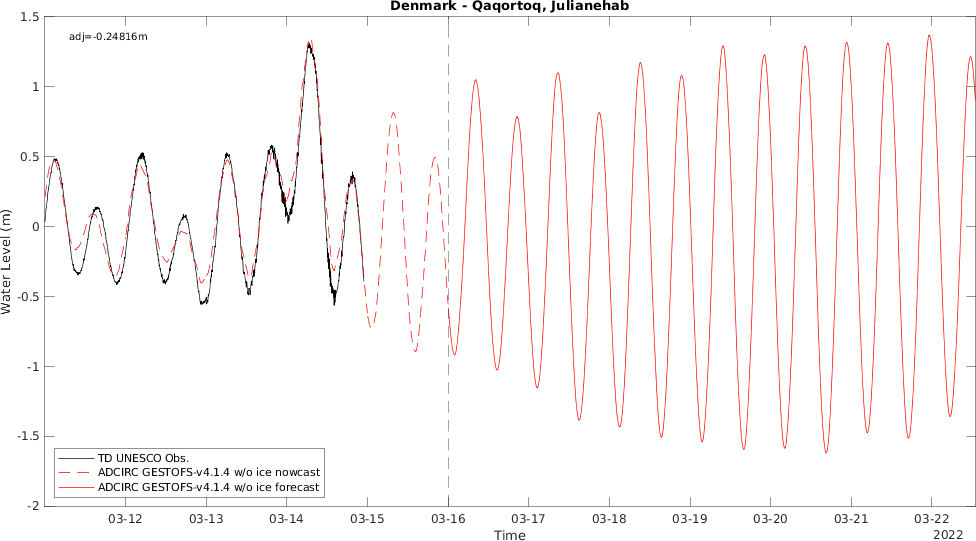 Denmark - Qaqortoq, Julianehab
adj=-0.24816m
1.5
1
0.5
0
-0.5
-1
-1.5
-2
Water Level (m)
TD UNESCO Obs.
ADCIRC GESTOFS-v4.1.4 w/o ice nowcast
ADCIRC GESTOFS-v4.1.4 w/o ice forecast
03-12 03-13 03-14 03-15 03-16 03-17 03-18 03-19 03-20 03-21 03-22
Time
2022